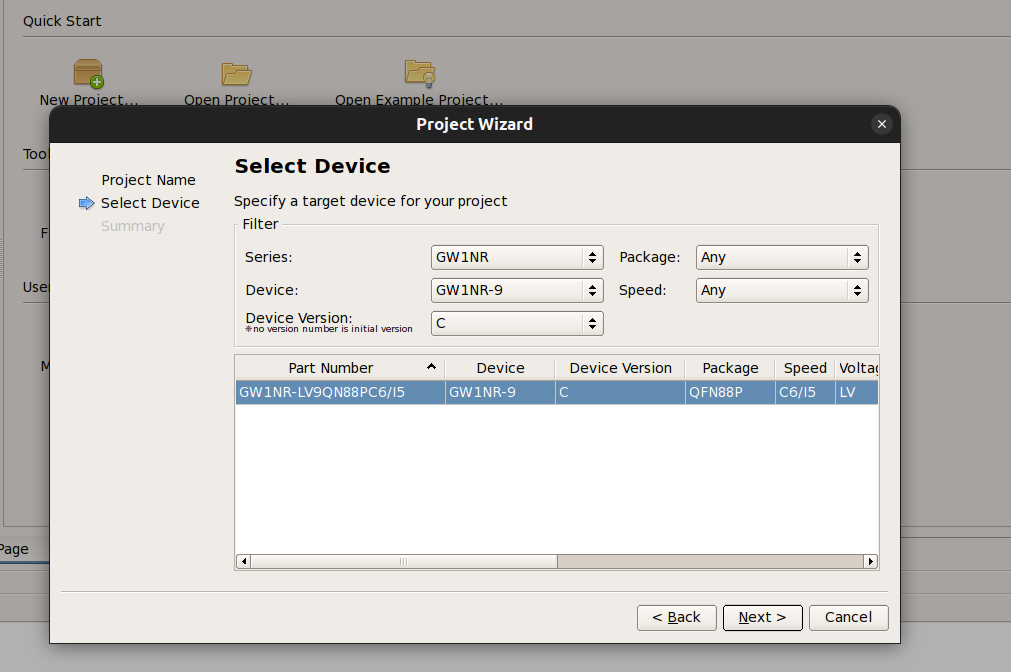 Quick Start
New Project... Open Project... Open Example Project...
Project Wizard
Tool
Project Name
Select Device
Summary
F
User
M
Page
Select Device
Specify a target device for your project
Filter
Series: GW1NR Package: Any
Device: GW1NR-9 Speed: Any
Device Version: C
*no version number is initial version
Part Number Device Device Version Package Speed Voltag
GW1NR-LV9QN88PC6/I5 GW1NR-9 C QFN88P C6/I5 LV
< Back Next > Cancel